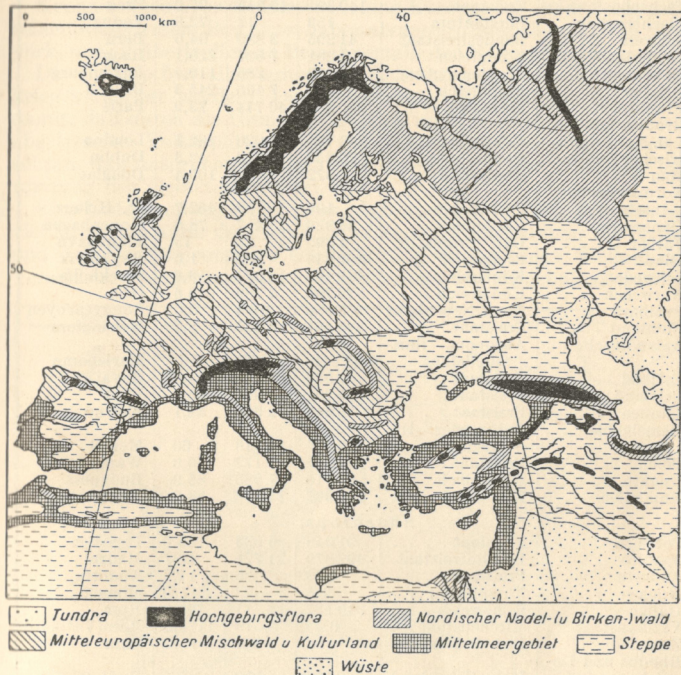 0 500 1000 km
0
40
50
Tundra Hochgebirgsflora Nordischer Nadel-(u Birken-)wald
Mitteleuropäischer Mischwald u Kulturland Mittelmeergebiet Steppe
Wüste